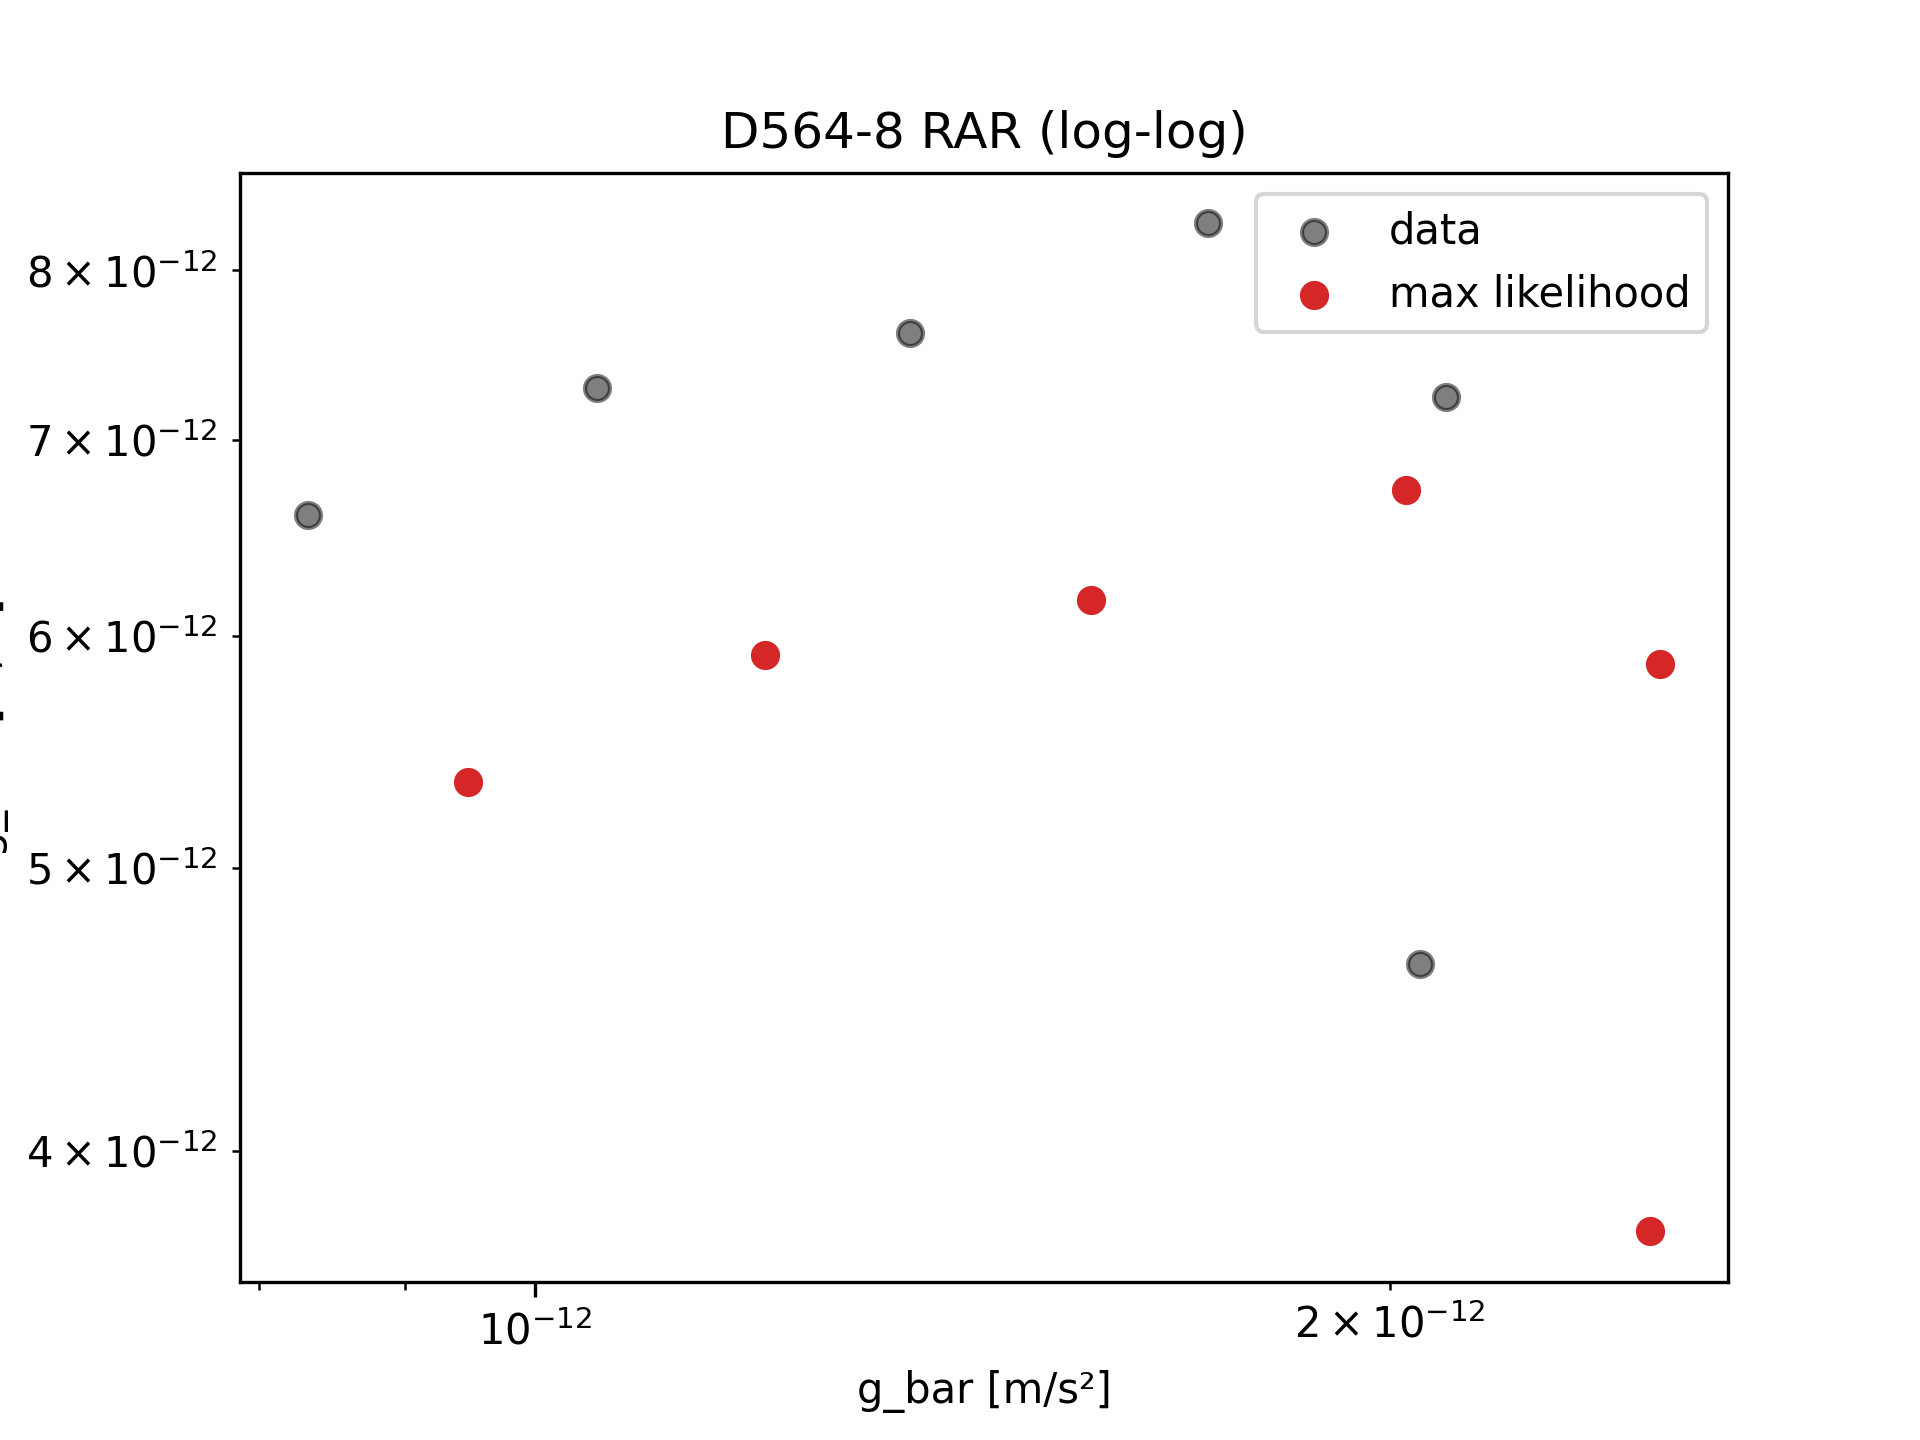 D564-8 RAR (log-log)
data
max likelihood
8 × 10⁻¹²
7 × 10⁻¹²
6 × 10⁻¹²
5 × 10⁻¹²
4 × 10⁻¹²
10⁻¹²
2 × 10⁻¹²
g_bar [m/s²]